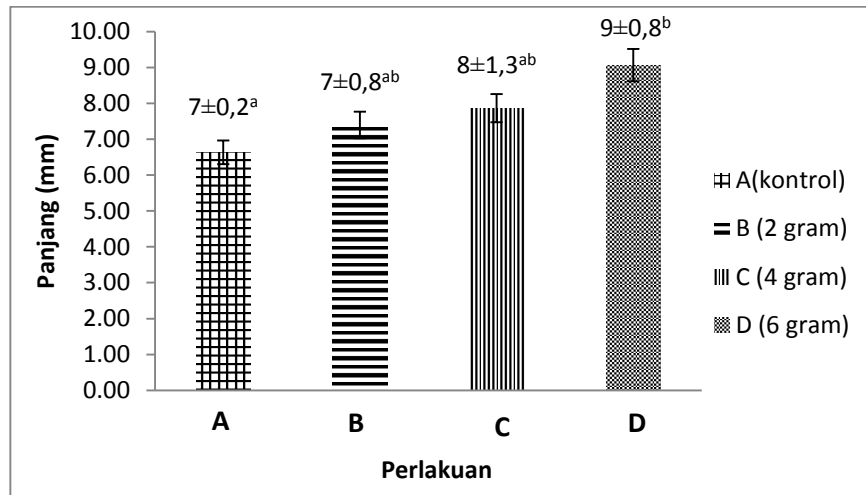 10.00
9.00
8.00
7.00
6.00
5.00
4.00
3.00
2.00
1.00
0.00
Panjang (mm)
7±0,2ᵃ
7±0,8ᵃᵇ
8±1,3ᵃᵇ
9±0,8ᵇ
A
B
C
D
Perlakuan
A(kontrol)
B (2 gram)
C (4 gram)
D (6 gram)